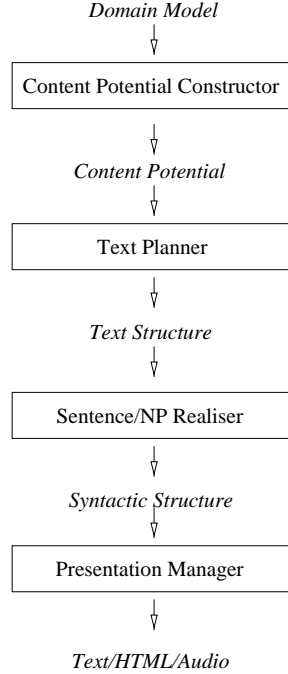 Domain Model
Content Potential Constructor
Content Potential
Text Planner
Text Structure
Sentence/NP Realiser
Syntactic Structure
Presentation Manager
Text/HTML/Audio